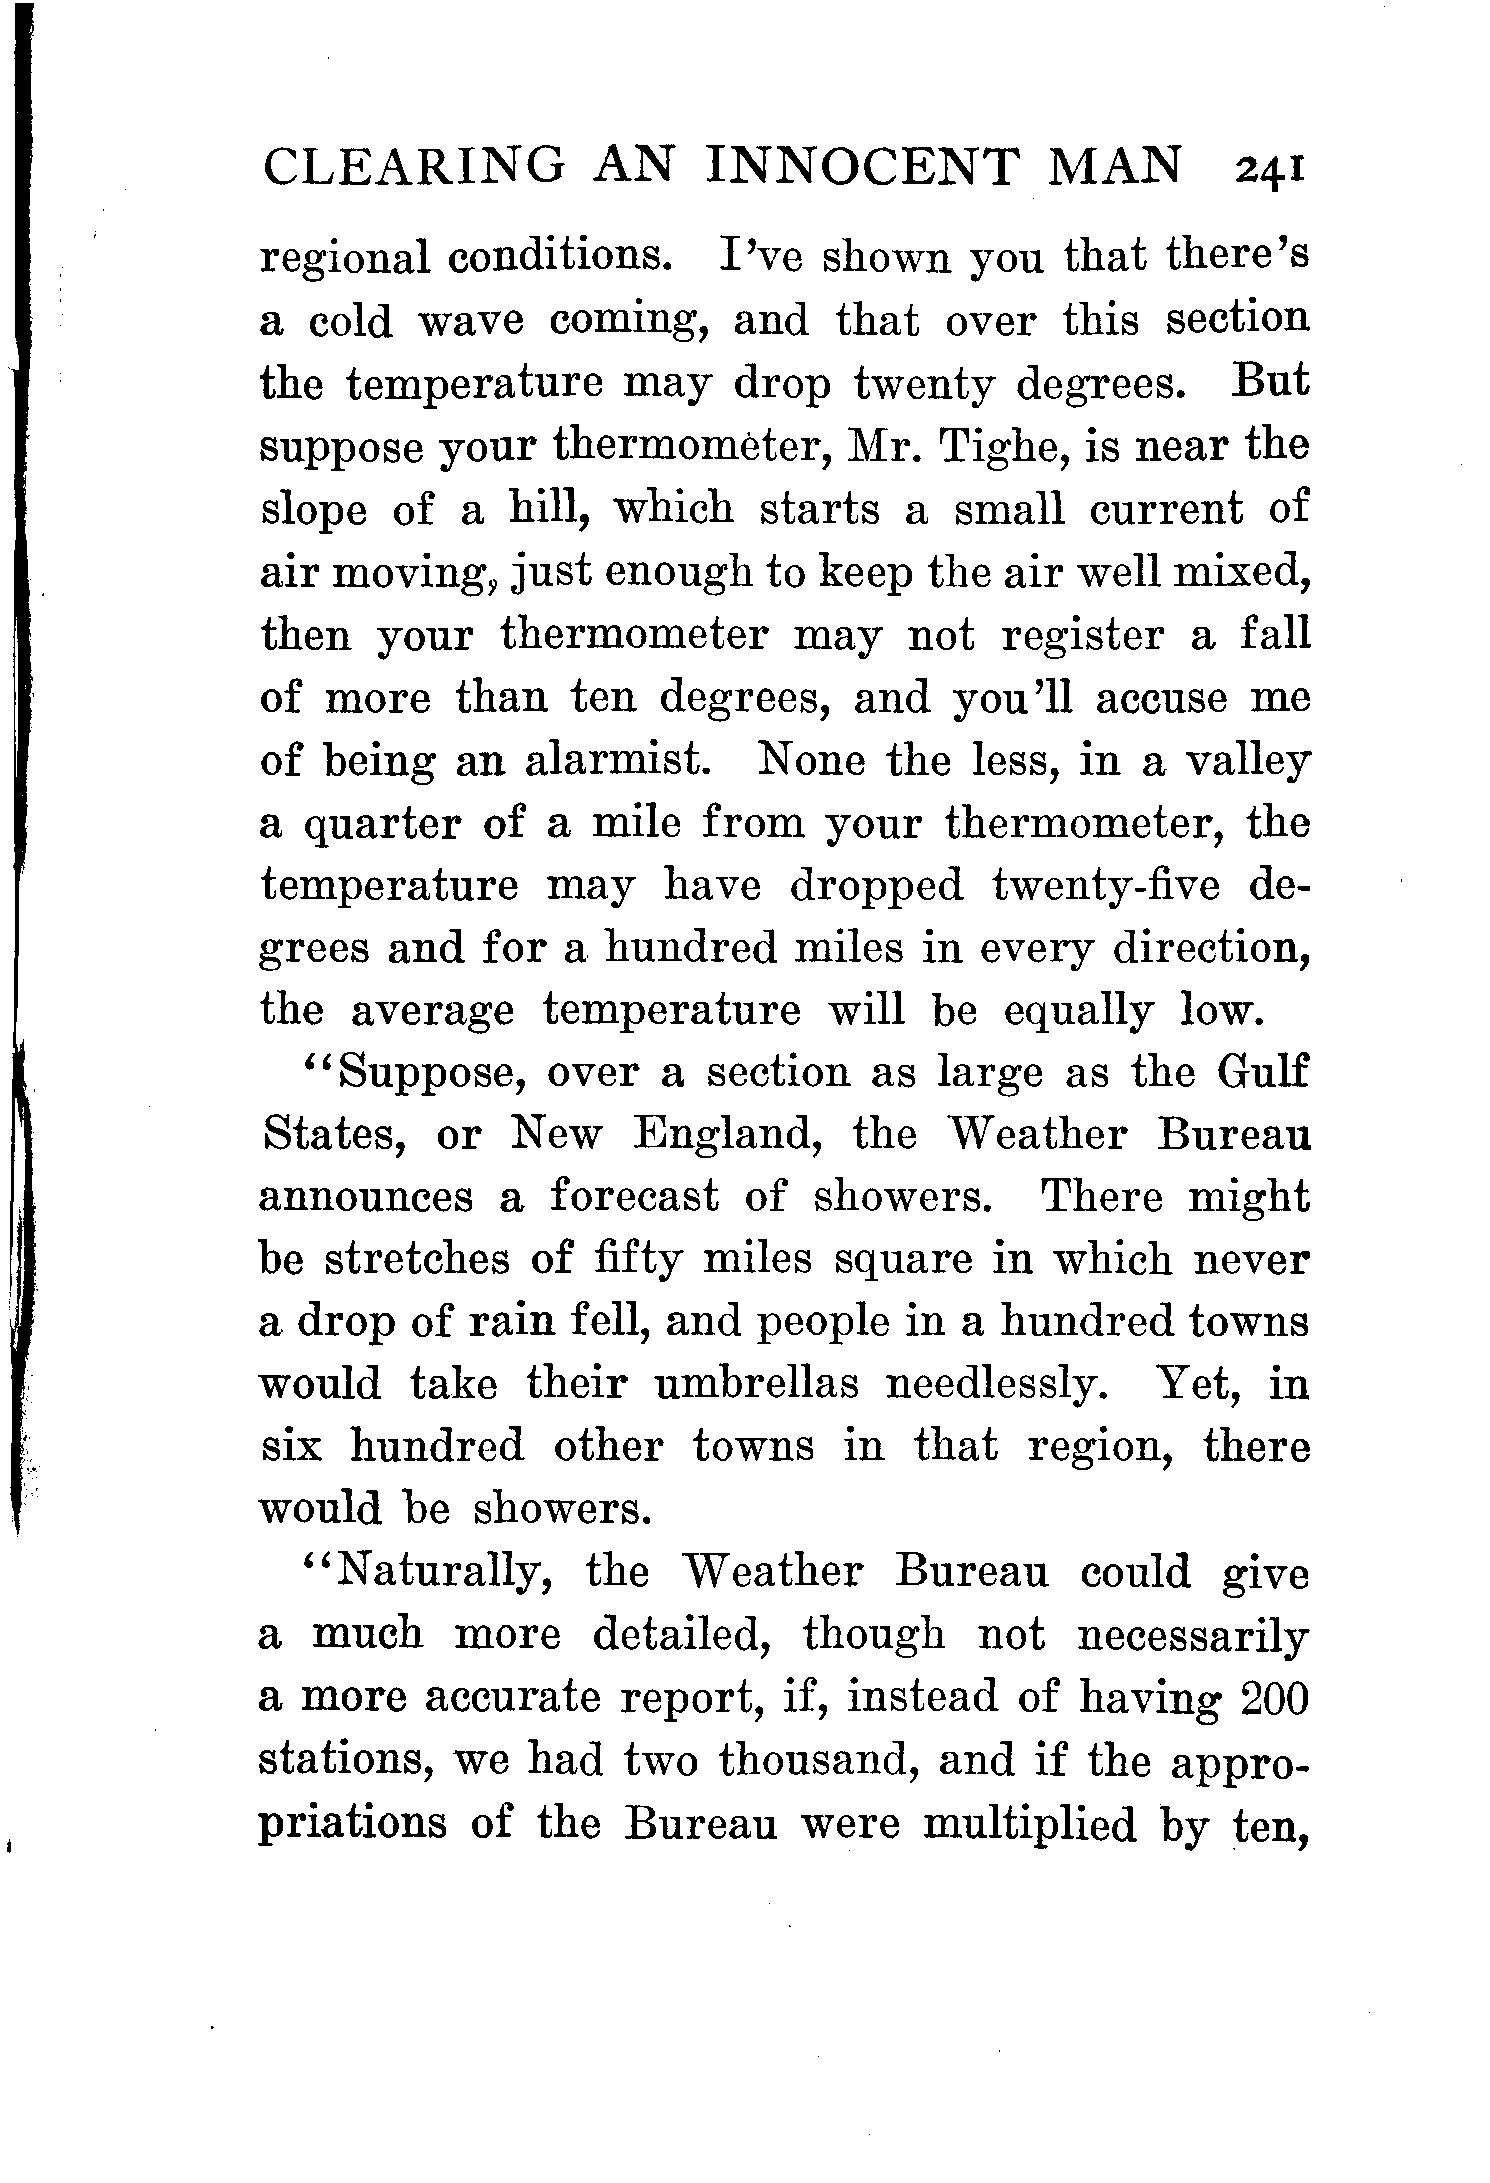 CLEARING AN INNOCENT MAN 241
regional conditions. I've shown you that there's
a cold wave coming, and that over this section
the temperature may drop twenty degrees. But
suppose your thermometer, Mr. Tighe, is near the
slope of a hill, which starts a small current of
air moving, just enough to keep the air well mixed,
then your thermometer may not register a fall
of more than ten degrees, and you'll accuse me
of being an alarmist. None the less, in a valley
a quarter of a mile from your thermometer, the
temperature may have dropped twenty-five de-
grees and for a hundred miles in every direction,
the average temperature will be equally low.
"Suppose, over a section as large as the Gulf
States, or New England, the Weather Bureau
announces a forecast of showers. There might
be stretches of fifty miles square in which never
a drop of rain fell, and people in a hundred towns
would take their umbrellas needlessly. Yet, in
six hundred other towns in that region, there
would be showers.
"Naturally, the Weather Bureau could give
a much more detailed, though not necessarily
a more accurate report, if, instead of having 200
stations, we had two thousand, and if the appro-
priations of the Bureau were multiplied by ten,